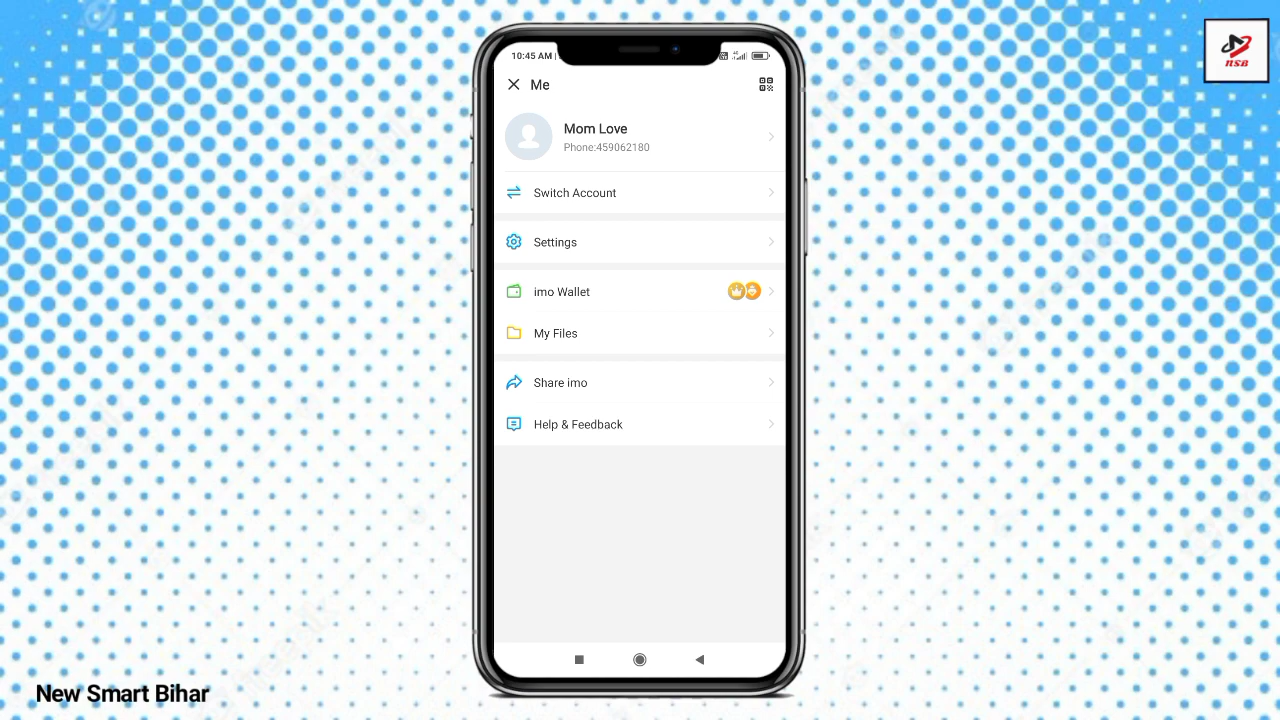 10:45 AM
Me
Mom Love
Phone:459062180
Switch Account
Settings
imo Wallet
My Files
Share imo
Help & Feedback
New Smart Bihar